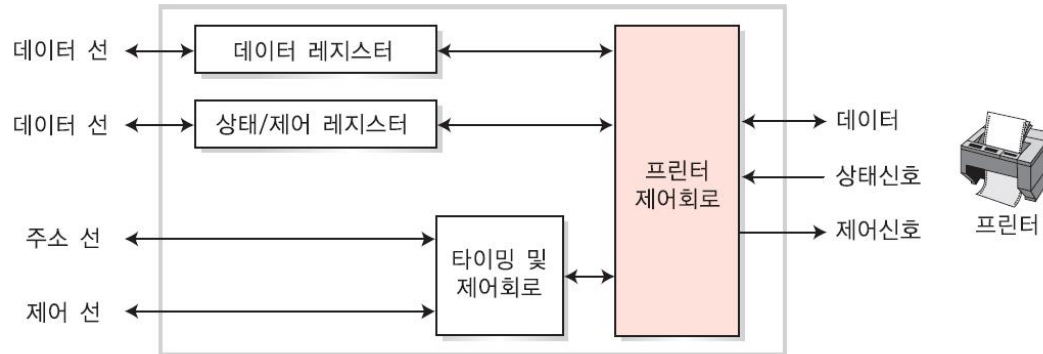 데이터 선
데이터 레지스터
데이터 선
상태/제어 레지스터
주소 선
제어 선
타이밍 및
제어회로
프린터
제어회로
데이터
상태신호
제어신호
프린터